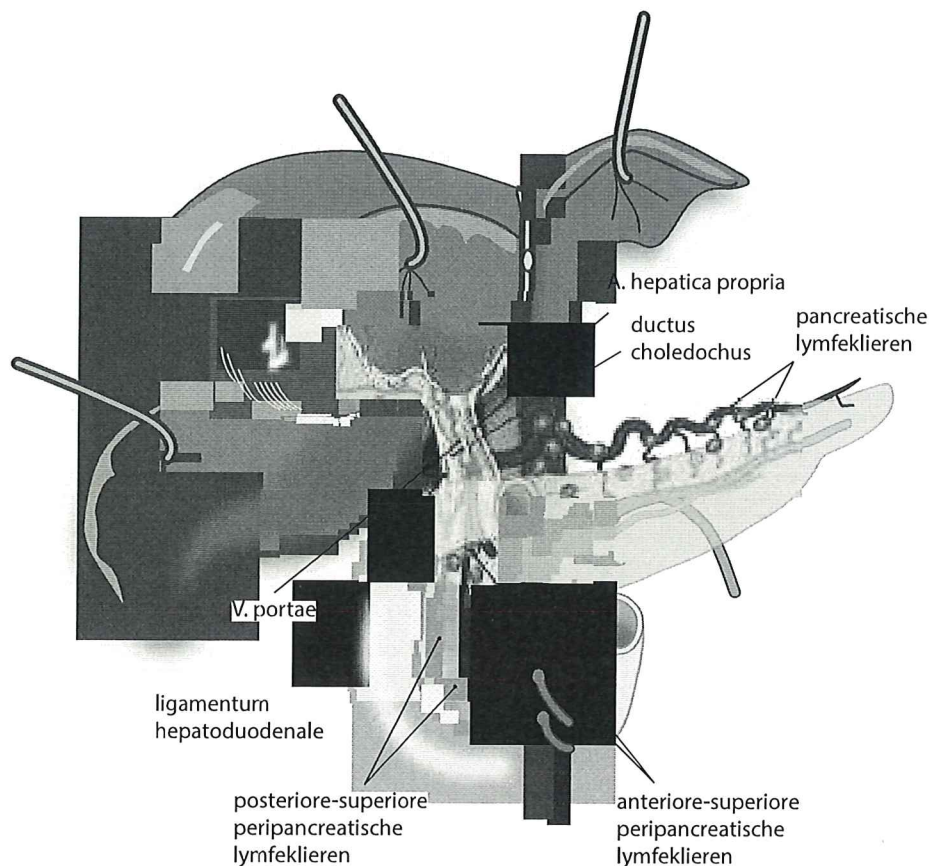 A. hepatica propria
ductus
choledochus
pancreatische
lymfeklieren
V. portae
ligamentum
hepatoduodenale
posteriore-superiore
peripancreatische
lymfeklieren
anteriore-superiore
peripancreatische
lymfeklieren